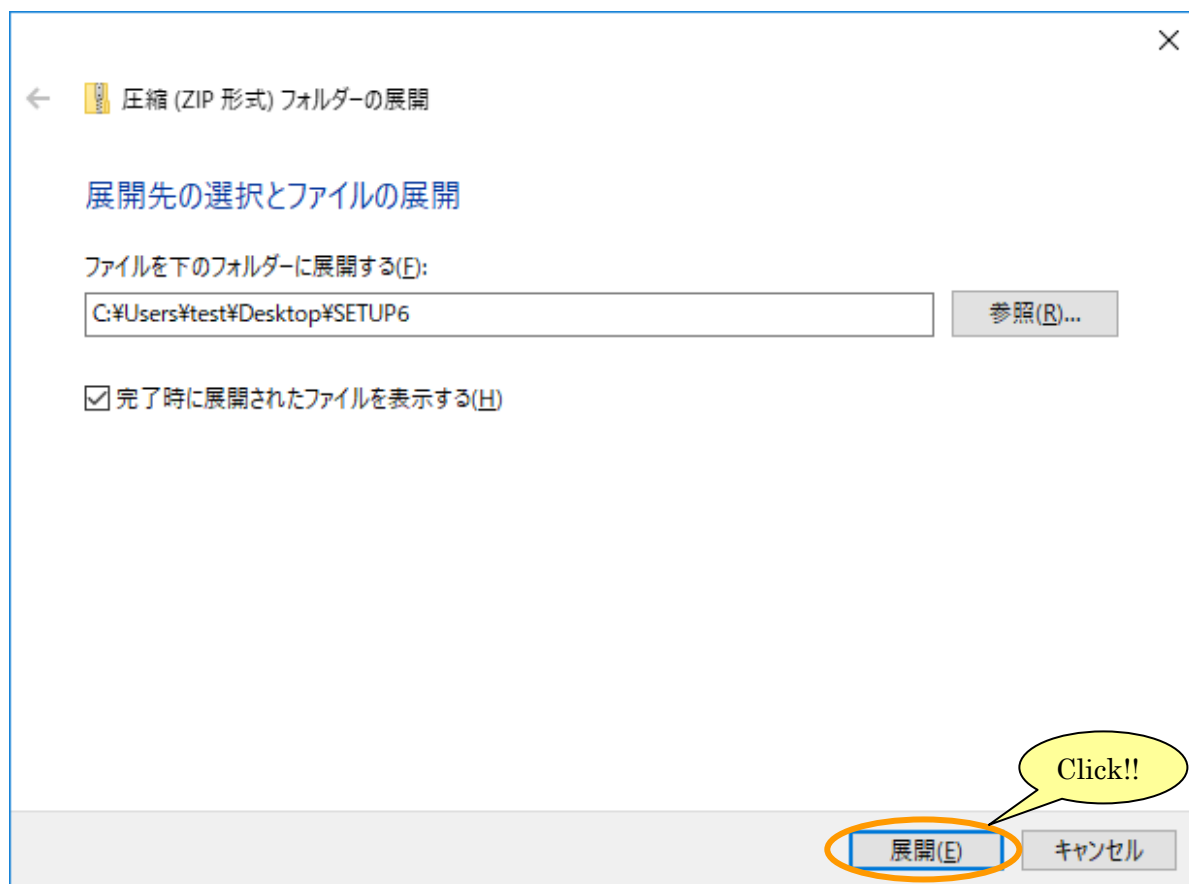 圧縮 (ZIP 形式) フォルダーの展開
展開先の選択とファイルの展開
ファイルを下のフォルダーに展開する(F):
C:¥Users¥test¥Desktop¥SETUP6
参照(R)...
完了時に展開されたファイルを表示する(H)
Click!!
展開(E)
キャンセル